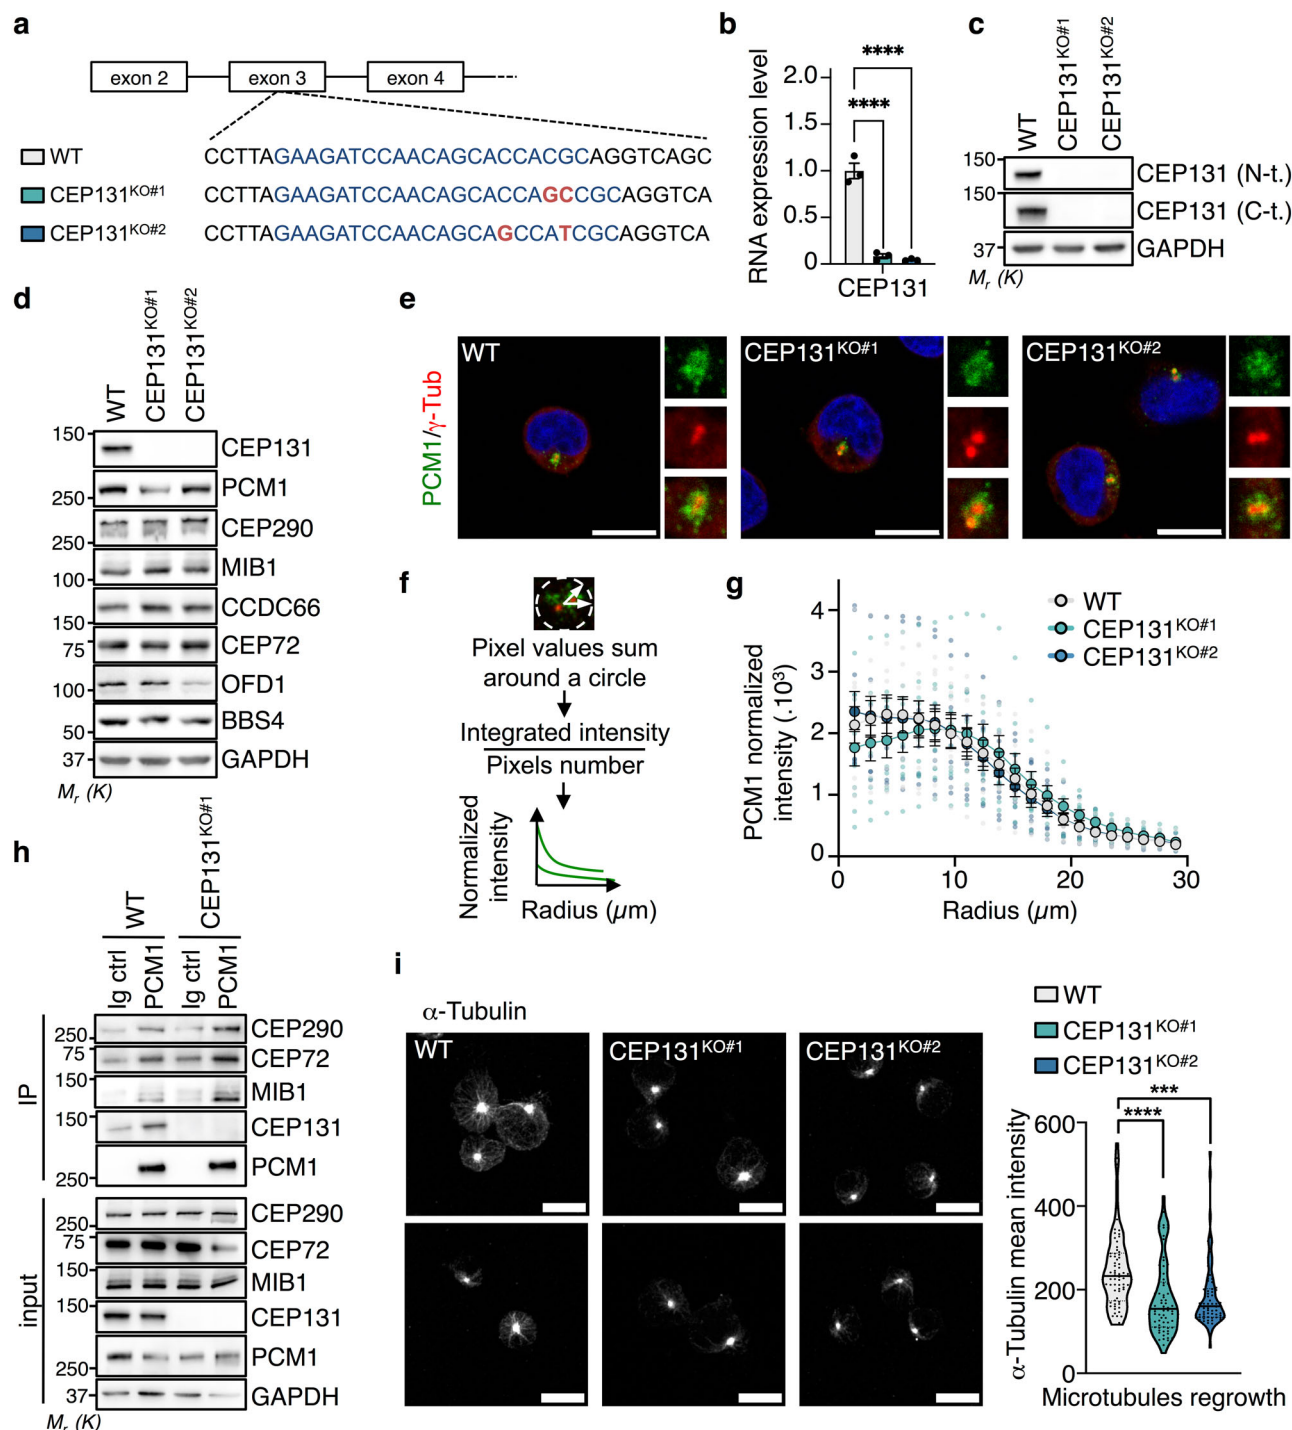 a
exon 2
exon 3
exon 4
WT
CCTTAGAAGATCCAACAGCACCACGCAGGTCAGC
CEP131KO#1
CCTTAGAAGATCCAACAGCACCAGCCCGCAGGTCA
CEP131KO#2
CCTTAGAAGATCCAACAGCAGCCATCGCAGGTCA
b
RNA expression level
2.0
1.5
1.0
0.5
0
****
****
CEP131
c
WT
CEP131KO#1
CEP131KO#2
150
CEP131 (N-t.)
150
CEP131 (C-t.)
37
GAPDH
Mr (K)
d
WT
CEP131KO#1
CEP131KO#2
150
CEP131
250
PCM1
250
CEP290
100
MIB1
150
CCDC66
75
CEP72
100
OFD1
50
BBS4
37
GAPDH
Mr (K)
e
PCM1/γ-Tub
WT
CEP131KO#1
CEP131KO#2
f
Pixel values sum
around a circle
Integrated intensity
Pixels number
Normalized
intensity
Radius (μm)
g
PCM1 normalized
intensity (.10³)
4
3
2
1
0
0
10
20
30
Radius (μm)
WT
CEP131KO#1
CEP131KO#2
h
WT
CEP131KO#1
Ig ctrl
PCM1
Ig ctrl
PCM1
IP
250
CEP290
75
CEP72
150
MIB1
150
CEP131
250
PCM1
input
250
CEP290
75
CEP72
150
MIB1
150
CEP131
250
PCM1
37
GAPDH
Mr (K)
i
α-Tubulin
WT
CEP131KO#1
CEP131KO#2
WT
CEP131KO#1
CEP131KO#2
α-Tubulin mean intensity
600
400
200
0
***
****
Microtubules regrowth